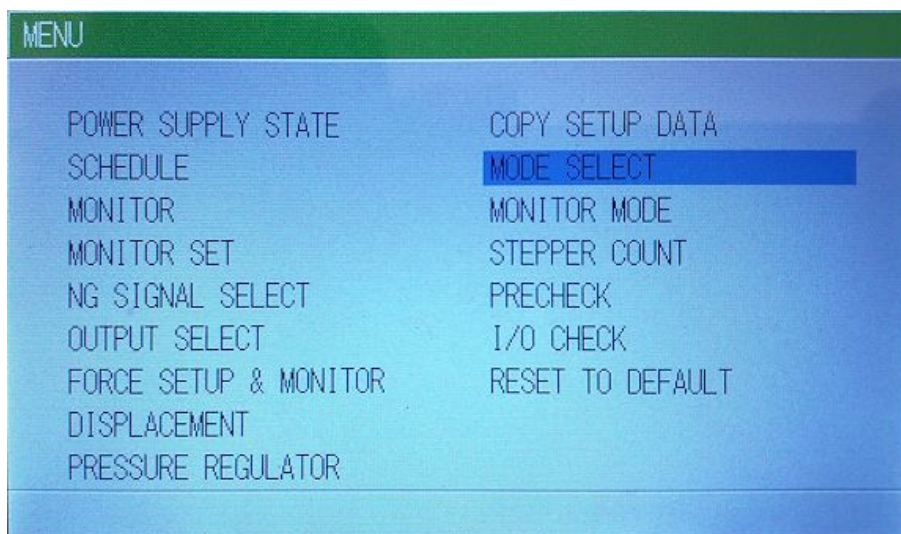 MENU
POWER SUPPLY STATE
SCHEDULE
MONITOR
MONITOR SET
NG SIGNAL SELECT
OUTPUT SELECT
FORCE SETUP & MONITOR
DISPLACEMENT
PRESSURE REGULATOR
COPY SETUP DATA
MODE SELECT
MONITOR MODE
STEPPER COUNT
PRECHECK
I/O CHECK
RESET TO DEFAULT